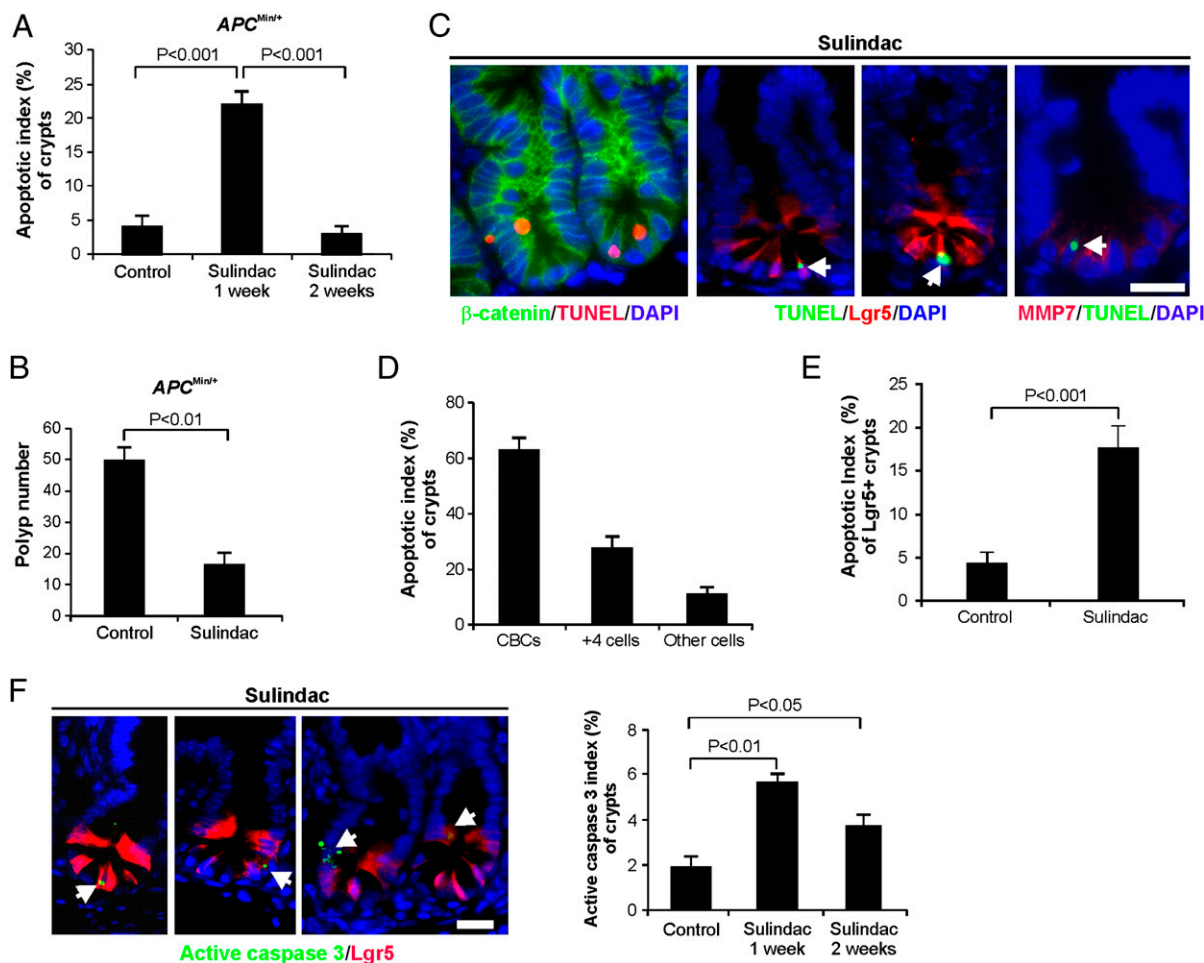 A
APC^Min/+
P<0.001
P<0.001
Apoptotic index (%)
of crypts
30
25
20
15
10
5
0
Control
Sulindac
1 week
Sulindac
2 weeks
B
APC^Min/+
P<0.01
Polyp number
60
50
40
30
20
10
0
Control
Sulindac
C
Sulindac
β-catenin/TUNEL/DAPI
TUNEL/Lgr5/DAPI
MMP7/TUNEL/DAPI
D
Apoptotic index (%)
of crypts
80
60
40
20
0
CBCs
+4 cells
Other cells
E
P<0.001
Apoptotic Index (%)
of Lgr5+ crypts
25
20
15
10
5
0
Control
Sulindac
F
Sulindac
Active caspase 3/Lgr5
P<0.05
P<0.01
Active caspase 3 index (%)
of crypts
8
6
4
2
0
Control
Sulindac
1 week
Sulindac
2 weeks